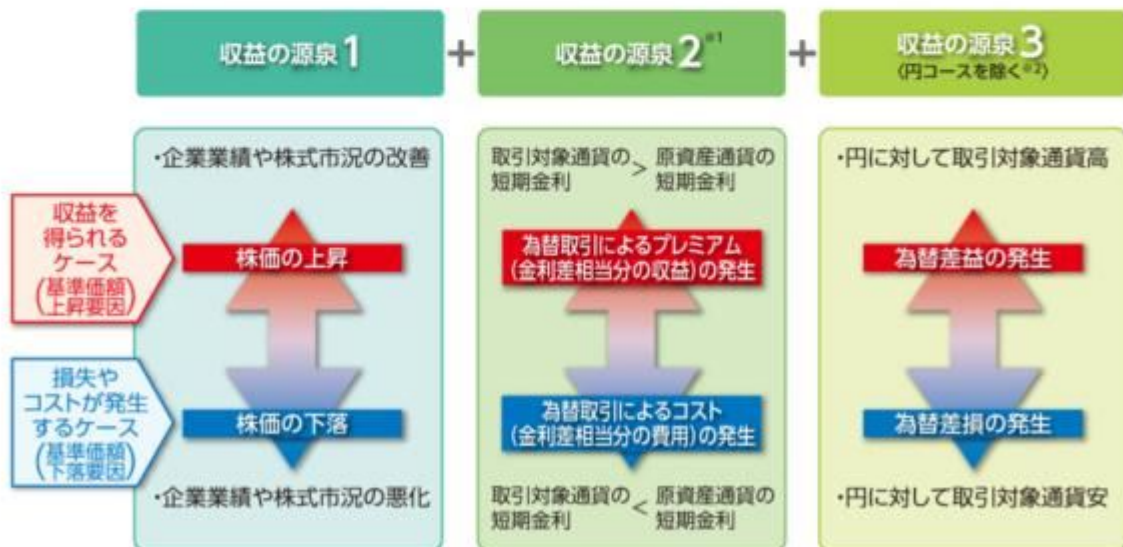 収益の源泉1
+
収益の源泉2※1
+
収益の源泉3
〈円コースを除く※2〉
収益を
得られる
ケース
(基準価額
上昇要因)
損失や
コストが発生
するケース
(基準価額
下落要因)
・企業業績や株式市況の改善
株価の上昇
株価の下落
・企業業績や株式市況の悪化
取引対象通貨の
短期金利
>
原資産通貨の
短期金利
為替取引によるプレミアム
(金利差相当分の収益)の発生
為替取引によるコスト
(金利差相当分の費用)の発生
取引対象通貨の
短期金利
<
原資産通貨の
短期金利
・円に対して取引対象通貨高
為替差益の発生
為替差損の発生
・円に対して取引対象通貨安